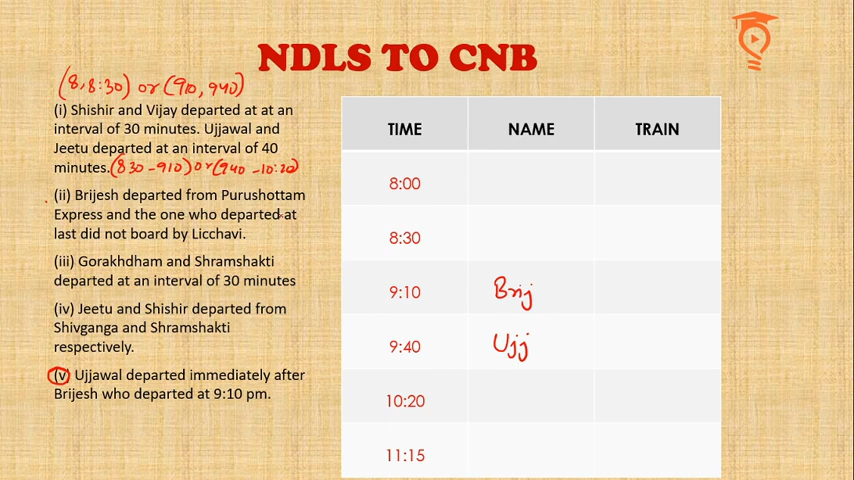 NDLS TO CNB
(8, 8:30) or (910, 940)
(i) Shishir and Vijay departed at at an
interval of 30 minutes. Ujjawal and
Jeetu departed at an interval of 40
minutes. (830 - 910) or (940 - 10:20)
(ii) Brijesh departed from Purushottam
Express and the one who departed at
last did not board by Licchavi.
(iii) Gorakhdham and Shramshakti
departed at an interval of 30 minutes
(iv) Jeetu and Shishir departed from
Shivganga and Shramshakti
respectively.
(v) Ujjawal departed immediately after
Brijesh who departed at 9:10 pm.
TIME NAME TRAIN
8:00
8:30
9:10 Brij
9:40 Ujj
10:20
11:15